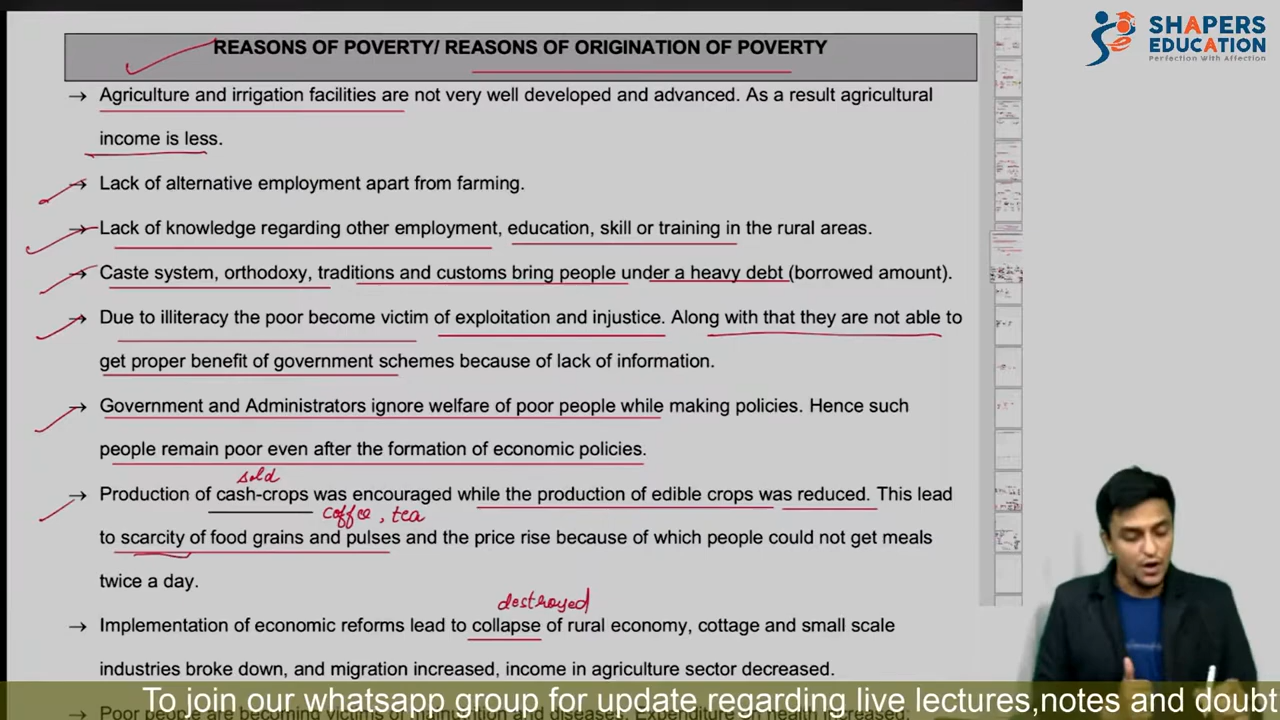 SHAPERS
EDUCATION
Perfection With Affection
REASONS OF POVERTY/ REASONS OF ORIGINATION OF POVERTY
→ Agriculture and irrigation facilities are not very well developed and advanced. As a result agricultural
income is less.
→ Lack of alternative employment apart from farming.
→ Lack of knowledge regarding other employment, education, skill or training in the rural areas.
→ Caste system, orthodoxy, traditions and customs bring people under a heavy debt (borrowed amount).
→ Due to illiteracy the poor become victim of exploitation and injustice. Along with that they are not able to
get proper benefit of government schemes because of lack of information.
→ Government and Adminstrators ignore welfare of poor people while making policies. Hence such
people remain poor even after the formation of economic policies.
sold
→ Production of cash-crops was encouraged while the production of edible crops was reduced. This lead
coffee, tea
to scarcity of food grains and pulses and the price rise because of which people could not get meals
twice a day.
destroyed
→ Implementation of economic reforms lead to collapse of rural economy, cottage and small scale
industries broke down, and migration increased, income in agriculture sector decreased.
To join our whatsapp group for update regarding live lectures,notes and doubt